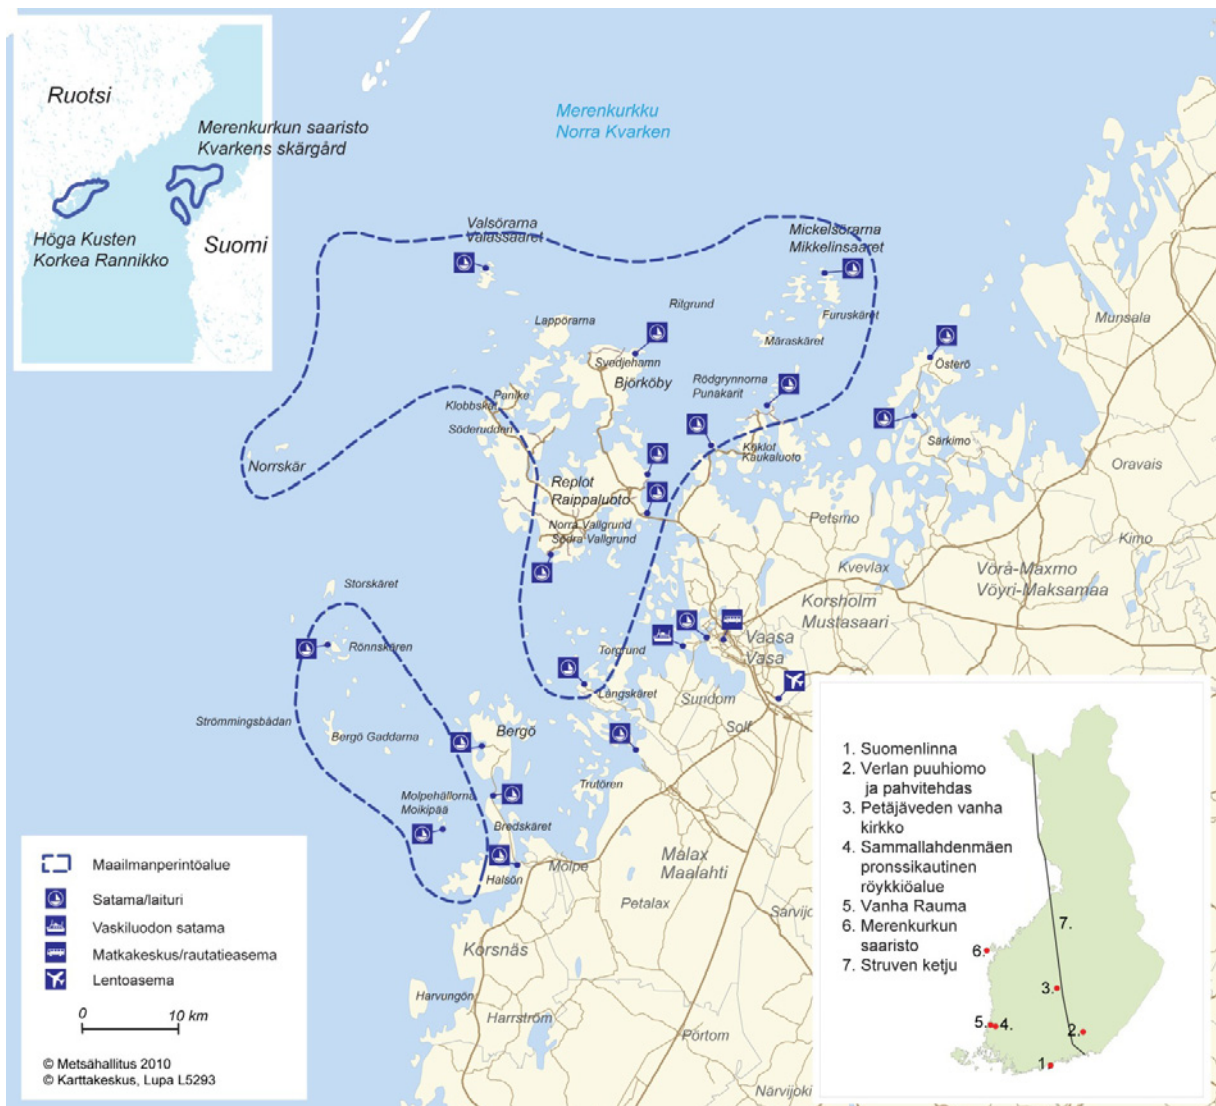 Ruotsi
Merenkurkun saaristo
Kvarkens skärgård
Höga Kusten
Korkea Rannikko
Suomi
Merenkurkku
Norra Kvarken
Valsörarna
Valassaaret
Mickelsörarna
Mikkelinsaaret
Ritgrund
Lappörarna
Furuskäret
Munsala
Märaskäret
Svedjehamn
Björköby
Österö
Rödgrynnorna
Punakarit
Panike
Klobbskat
Söderudden
Särkimo
Kriklot
Kaukaluoto
Norrskär
Oravais
Replot
Raippaluoto
Norra Vallgrund
Södra Vallgrund
Petsmo
Kimo
Kvevlax
Vörå-Maxmo
Vöyri-Maksamaa
Storskäret
Korsholm
Mustasaari
Vaasa
Vasa
Rönnskären
Torgrund
Långskäret
Sundom
Solf
Strömmingsbådan
Bergö Gaddarna
Bergö
Trutören
Molpehällorna
Moikipää
Bredskäret
Halsön
Molpe
Malax
Maalahti
Petalax
Sarvijo
Korsnäs
Harvungön
Harrström
Pörtom
Närvijoki
Maailmanperintöalue
Satama/laituri
Vaskiluodon satama
Matkakeskus/rautatieasema
Lentoasema
0 10 km
© Metsähallitus 2010
© Karttakeskus, Lupa L5293
1. Suomenlinna
2. Verlan puuhiomo
ja pahvitehdas
3. Petäjäveden vanha
kirkko
4. Sammallahdenmäen
pronssikautinen
röykkiöalue
5. Vanha Rauma
6. Merenkurkun
saaristo
7. Struven ketju
7.
6.
3.
5.
4.
2.
1.